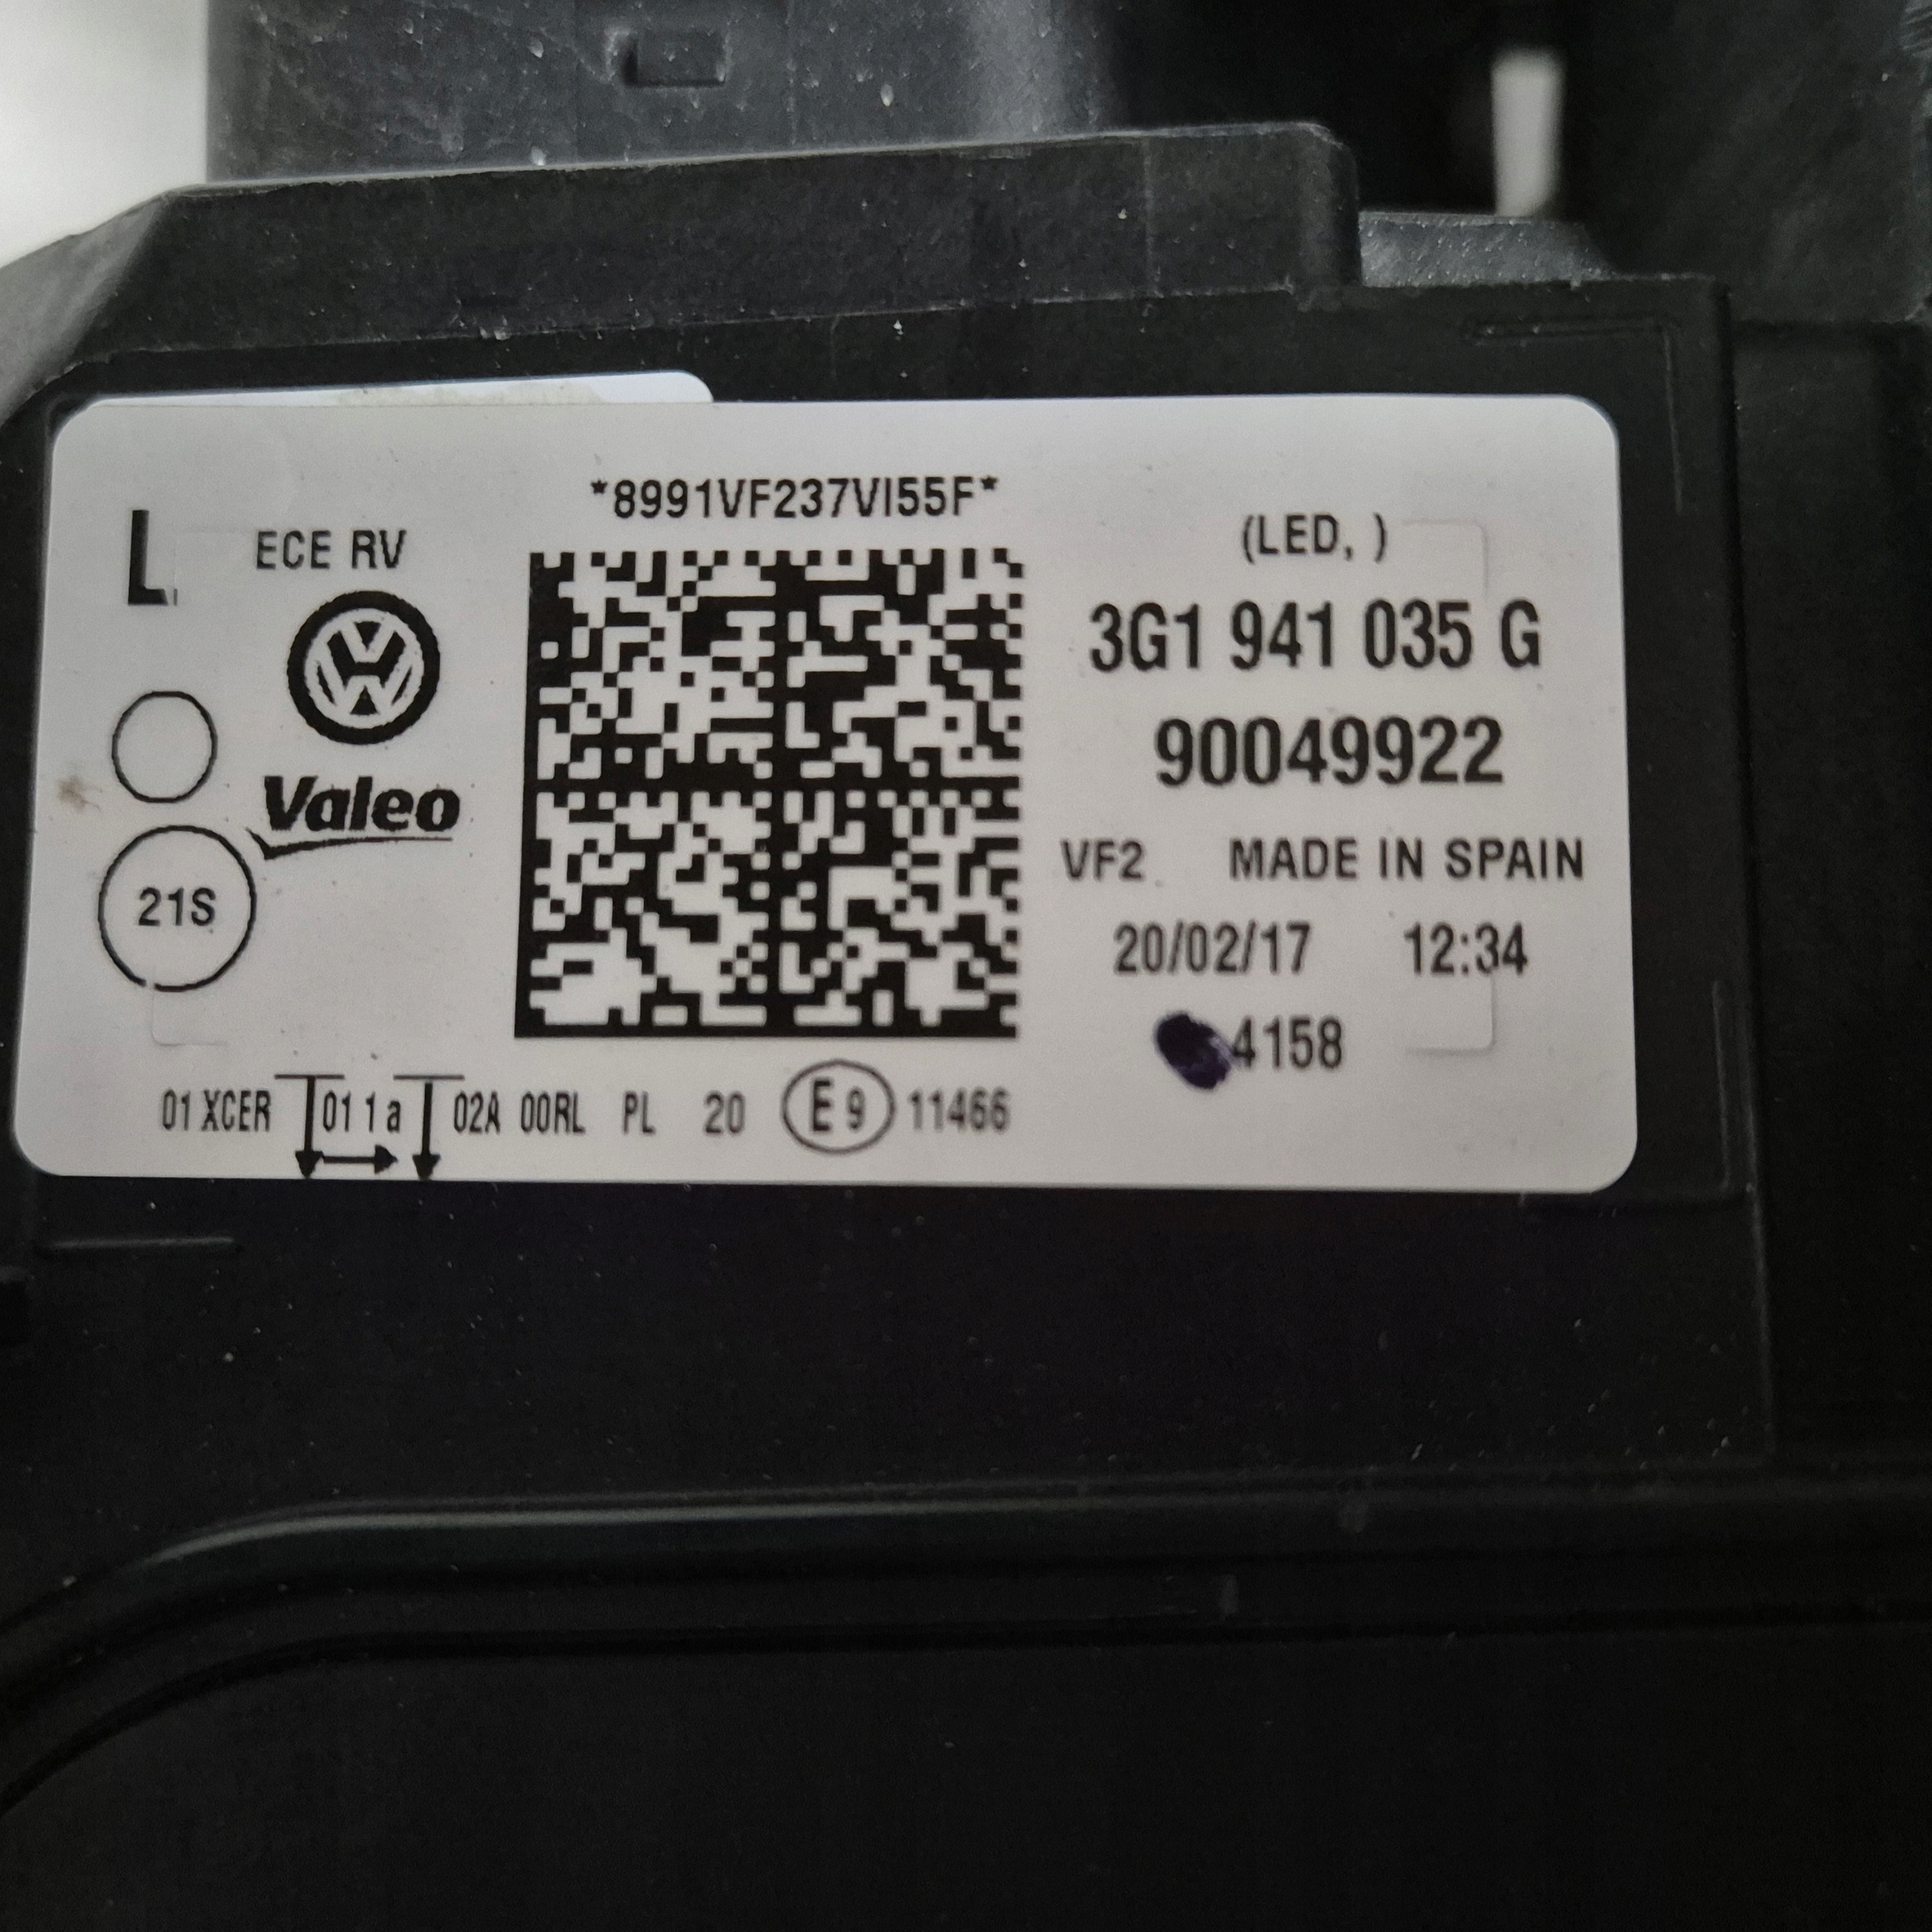 *8991VF237VI55F*
L ECE RV
(LED, )
3G1 941 035 G
90049922
Valeo
VF2 MADE IN SPAIN
21S
20/02/17 12:34
4158
01 XCER 01 1a 02A 00RL PL 20 E9 11466